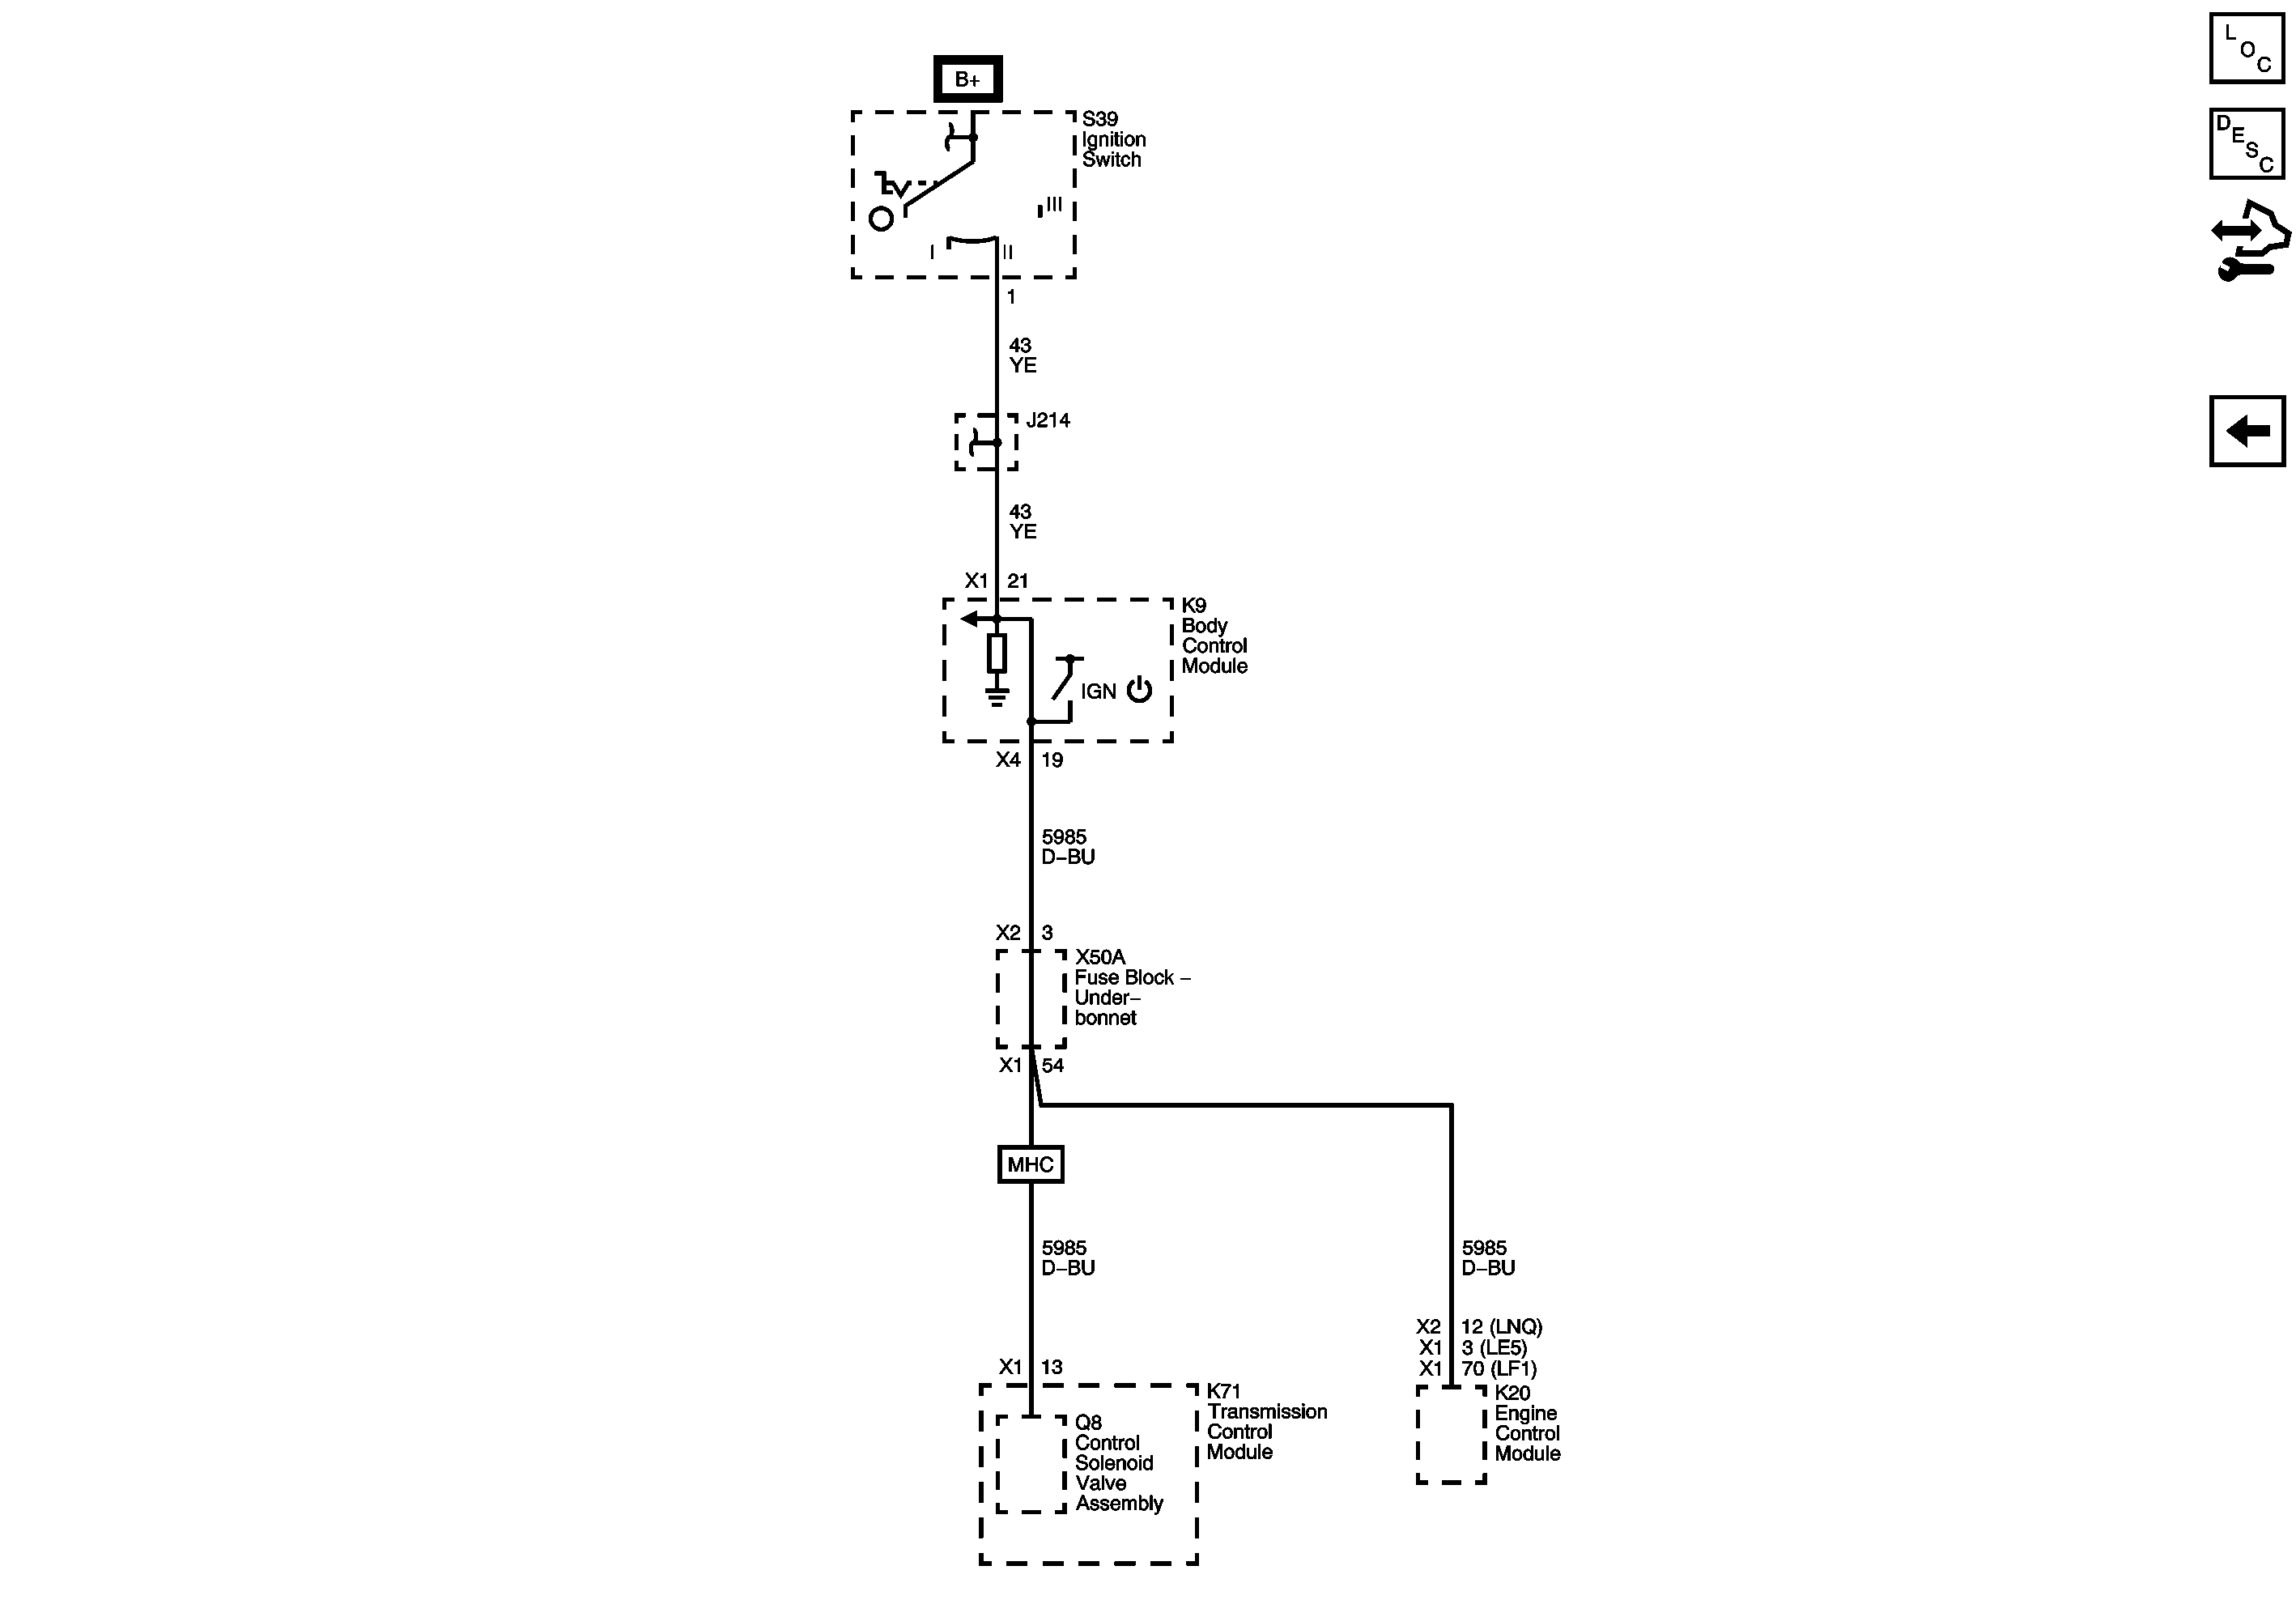 B+
S39
Ignition
Switch
III
I
II
1
43
YE
J214
43
YE
X1 21
K9
Body
Control
Module
IGN
X4 19
5985
D-BU
X2 3
X50A
Fuse Block -
Under-
bonnet
X1 54
MHC
5985
D-BU
5985
D-BU
X2 12 (LNQ)
X1 3 (LE5)
X1 70 (LF1)
X1 13
K71
Transmission
Control
Module
Q8
Control
Solenoid
Valve
Assembly
K20
Engine
Control
Module
LOC
DESC